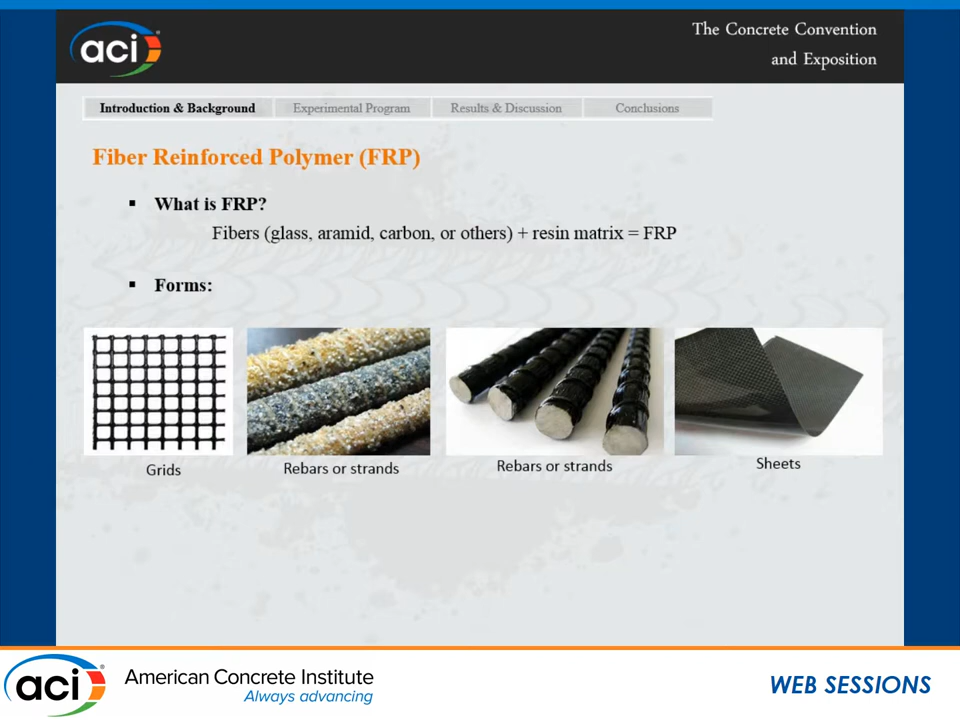 aci
The Concrete Convention
and Exposition
Introduction & Background
Experimental Program
Results & Discussion
Conclusions
Fiber Reinforced Polymer (FRP)
▪ What is FRP?
Fibers (glass, aramid, carbon, or others) + resin matrix = FRP
▪ Forms:
Grids
Rebars or strands
Rebars or strands
Sheets
aci
American Concrete Institute
Always advancing
WEB SESSIONS